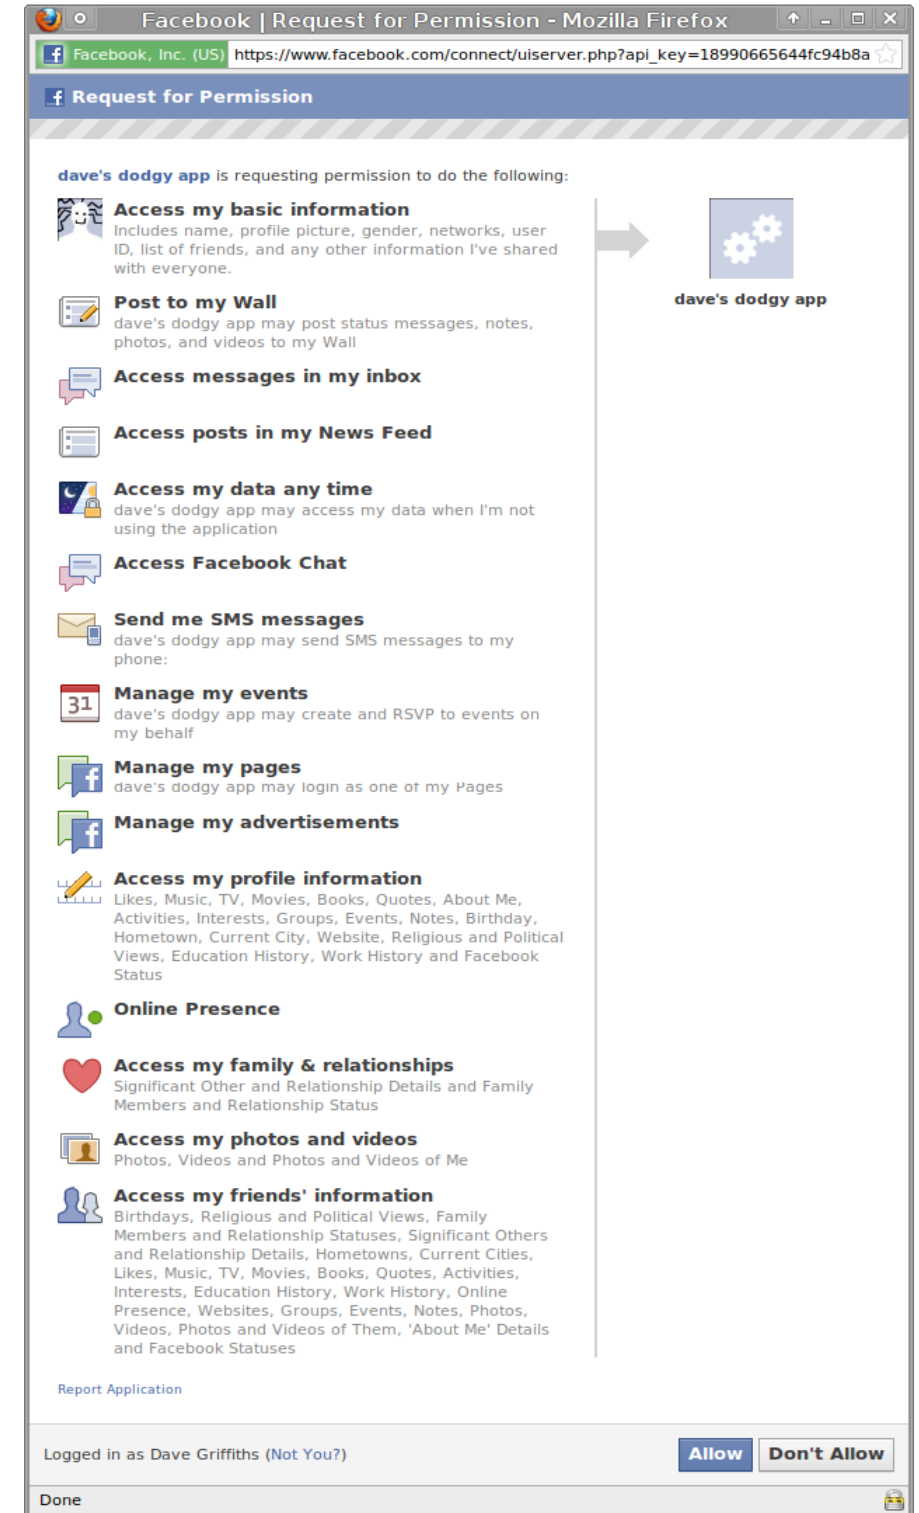 Facebook | Request for Permission - Mozilla Firefox
Facebook, Inc. (US) https://www.facebook.com/connect/uiserver.php?api_key=18990665644fc94b8a
Request for Permission
dave's dodgy app is requesting permission to do the following:
Access my basic information
Includes name, profile picture, gender, networks, user
ID, list of friends, and any other information I've shared
with everyone.
dave's dodgy app
Post to my Wall
dave's dodgy app may post status messages, notes,
photos, and videos to my Wall
Access messages in my inbox
Access posts in my News Feed
Access my data any time
dave's dodgy app may access my data when I'm not
using the application
Access Facebook Chat
Send me SMS messages
dave's dodgy app may send SMS messages to my
phone:
31
Manage my events
dave's dodgy app may create and RSVP to events on
my behalf
Manage my pages
dave's dodgy app may login as one of my Pages
Manage my advertisements
Access my profile information
Likes, Music, TV, Movies, Books, Quotes, About Me,
Activities, Interests, Groups, Events, Notes, Birthday,
Hometown, Current City, Website, Religious and Political
Views, Education History, Work History and Facebook
Status
Online Presence
Access my family & relationships
Significant Other and Relationship Details and Family
Members and Relationship Status
Access my photos and videos
Photos, Videos and Photos and Videos of Me
Access my friends' information
Birthdays, Religious and Political Views, Family
Members and Relationship Statuses, Significant Others
and Relationship Details, Hometowns, Current Cities,
Likes, Music, TV, Movies, Books, Quotes, Activities,
Interests, Education History, Work History, Online
Presence, Websites, Groups, Events, Notes, Photos,
Videos, Photos and Videos of Them, 'About Me' Details
and Facebook Statuses
Report Application
Logged in as Dave Griffiths (Not You?)
Allow
Don't Allow
Done